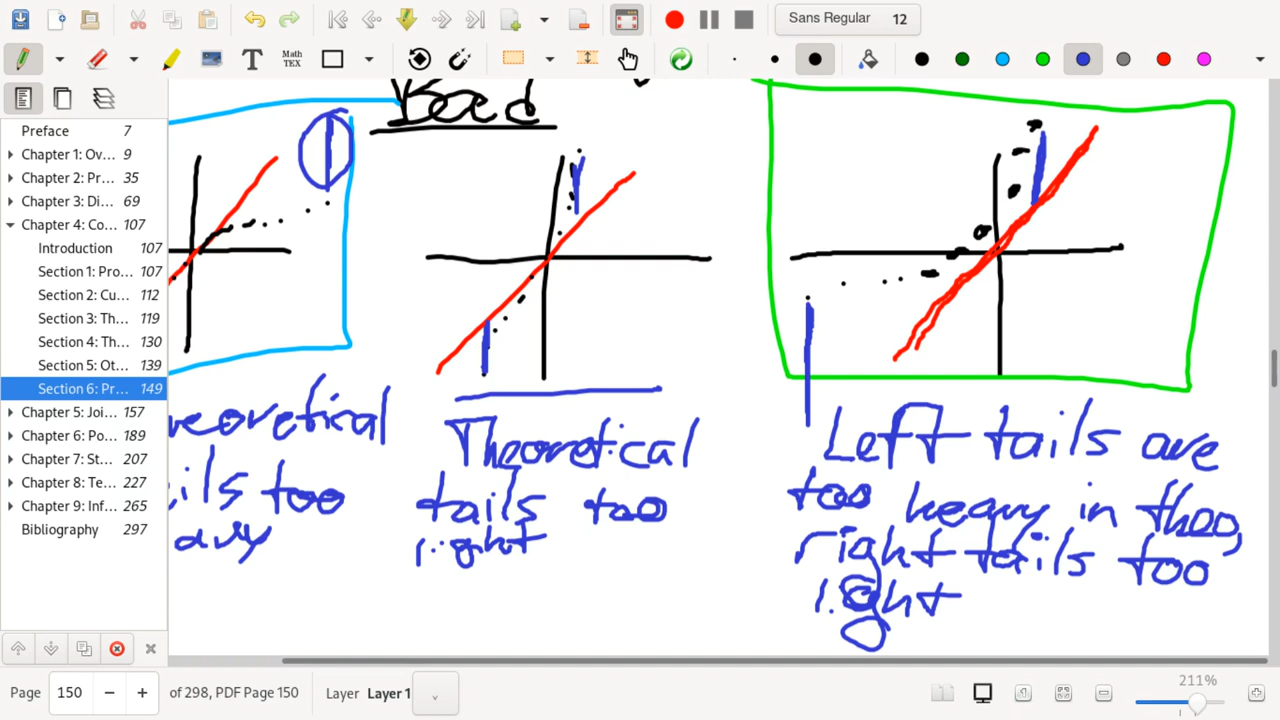 Sans Regular 12
T Math TEX
Preface 7
Chapter 1: Ov... 9
Chapter 2: Pr... 35
Chapter 3: Di... 69
Chapter 4: Co... 107
Introduction 107
Section 1: Pro... 107
Section 2: Cu... 112
Section 3: Th... 119
Section 4: Th... 130
Section 5: Ot... 139
Section 6: Pr... 149
Chapter 5: Joi... 157
Chapter 6: Po... 189
Chapter 7: St... 207
Chapter 8: Te... 227
Chapter 9: Inf... 265
Bibliography 297
Bad
eoretical
ils too
avy
Theoretical
tails too
light
Left tails are
too heavy in theo,
right tails too
light
Page 150 of 298, PDF Page 150 Layer Layer 1 211%